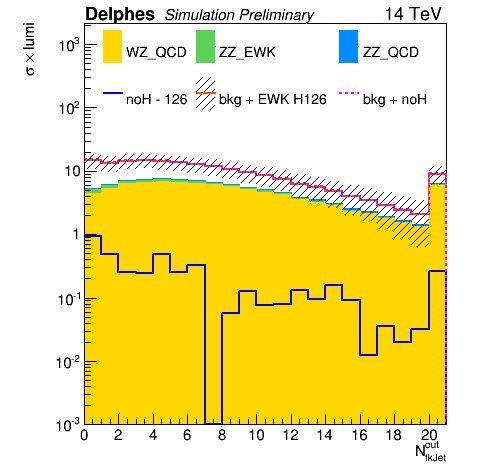 Delphes Simulation Preliminary 14 TeV
σ × lumi
WZ_QCD ZZ_EWK ZZ_QCD
noH - 126 bkg + EWK H126 bkg + noH
10³
10²
10
1
10⁻¹
10⁻²
10⁻³
0 2 4 6 8 10 12 14 16 18 20
N^out_tkJet